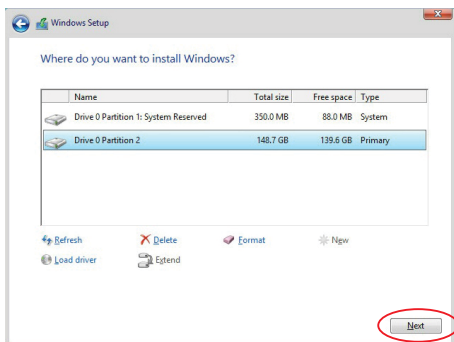 Windows Setup
Where do you want to install Windows?
Name Total size Free space Type
Drive 0 Partition 1: System Reserved 350.0 MB 88.0 MB System
Drive 0 Partition 2 148.7 GB 139.6 GB Primary
Refresh Delete Format New
Load driver Extend
Next